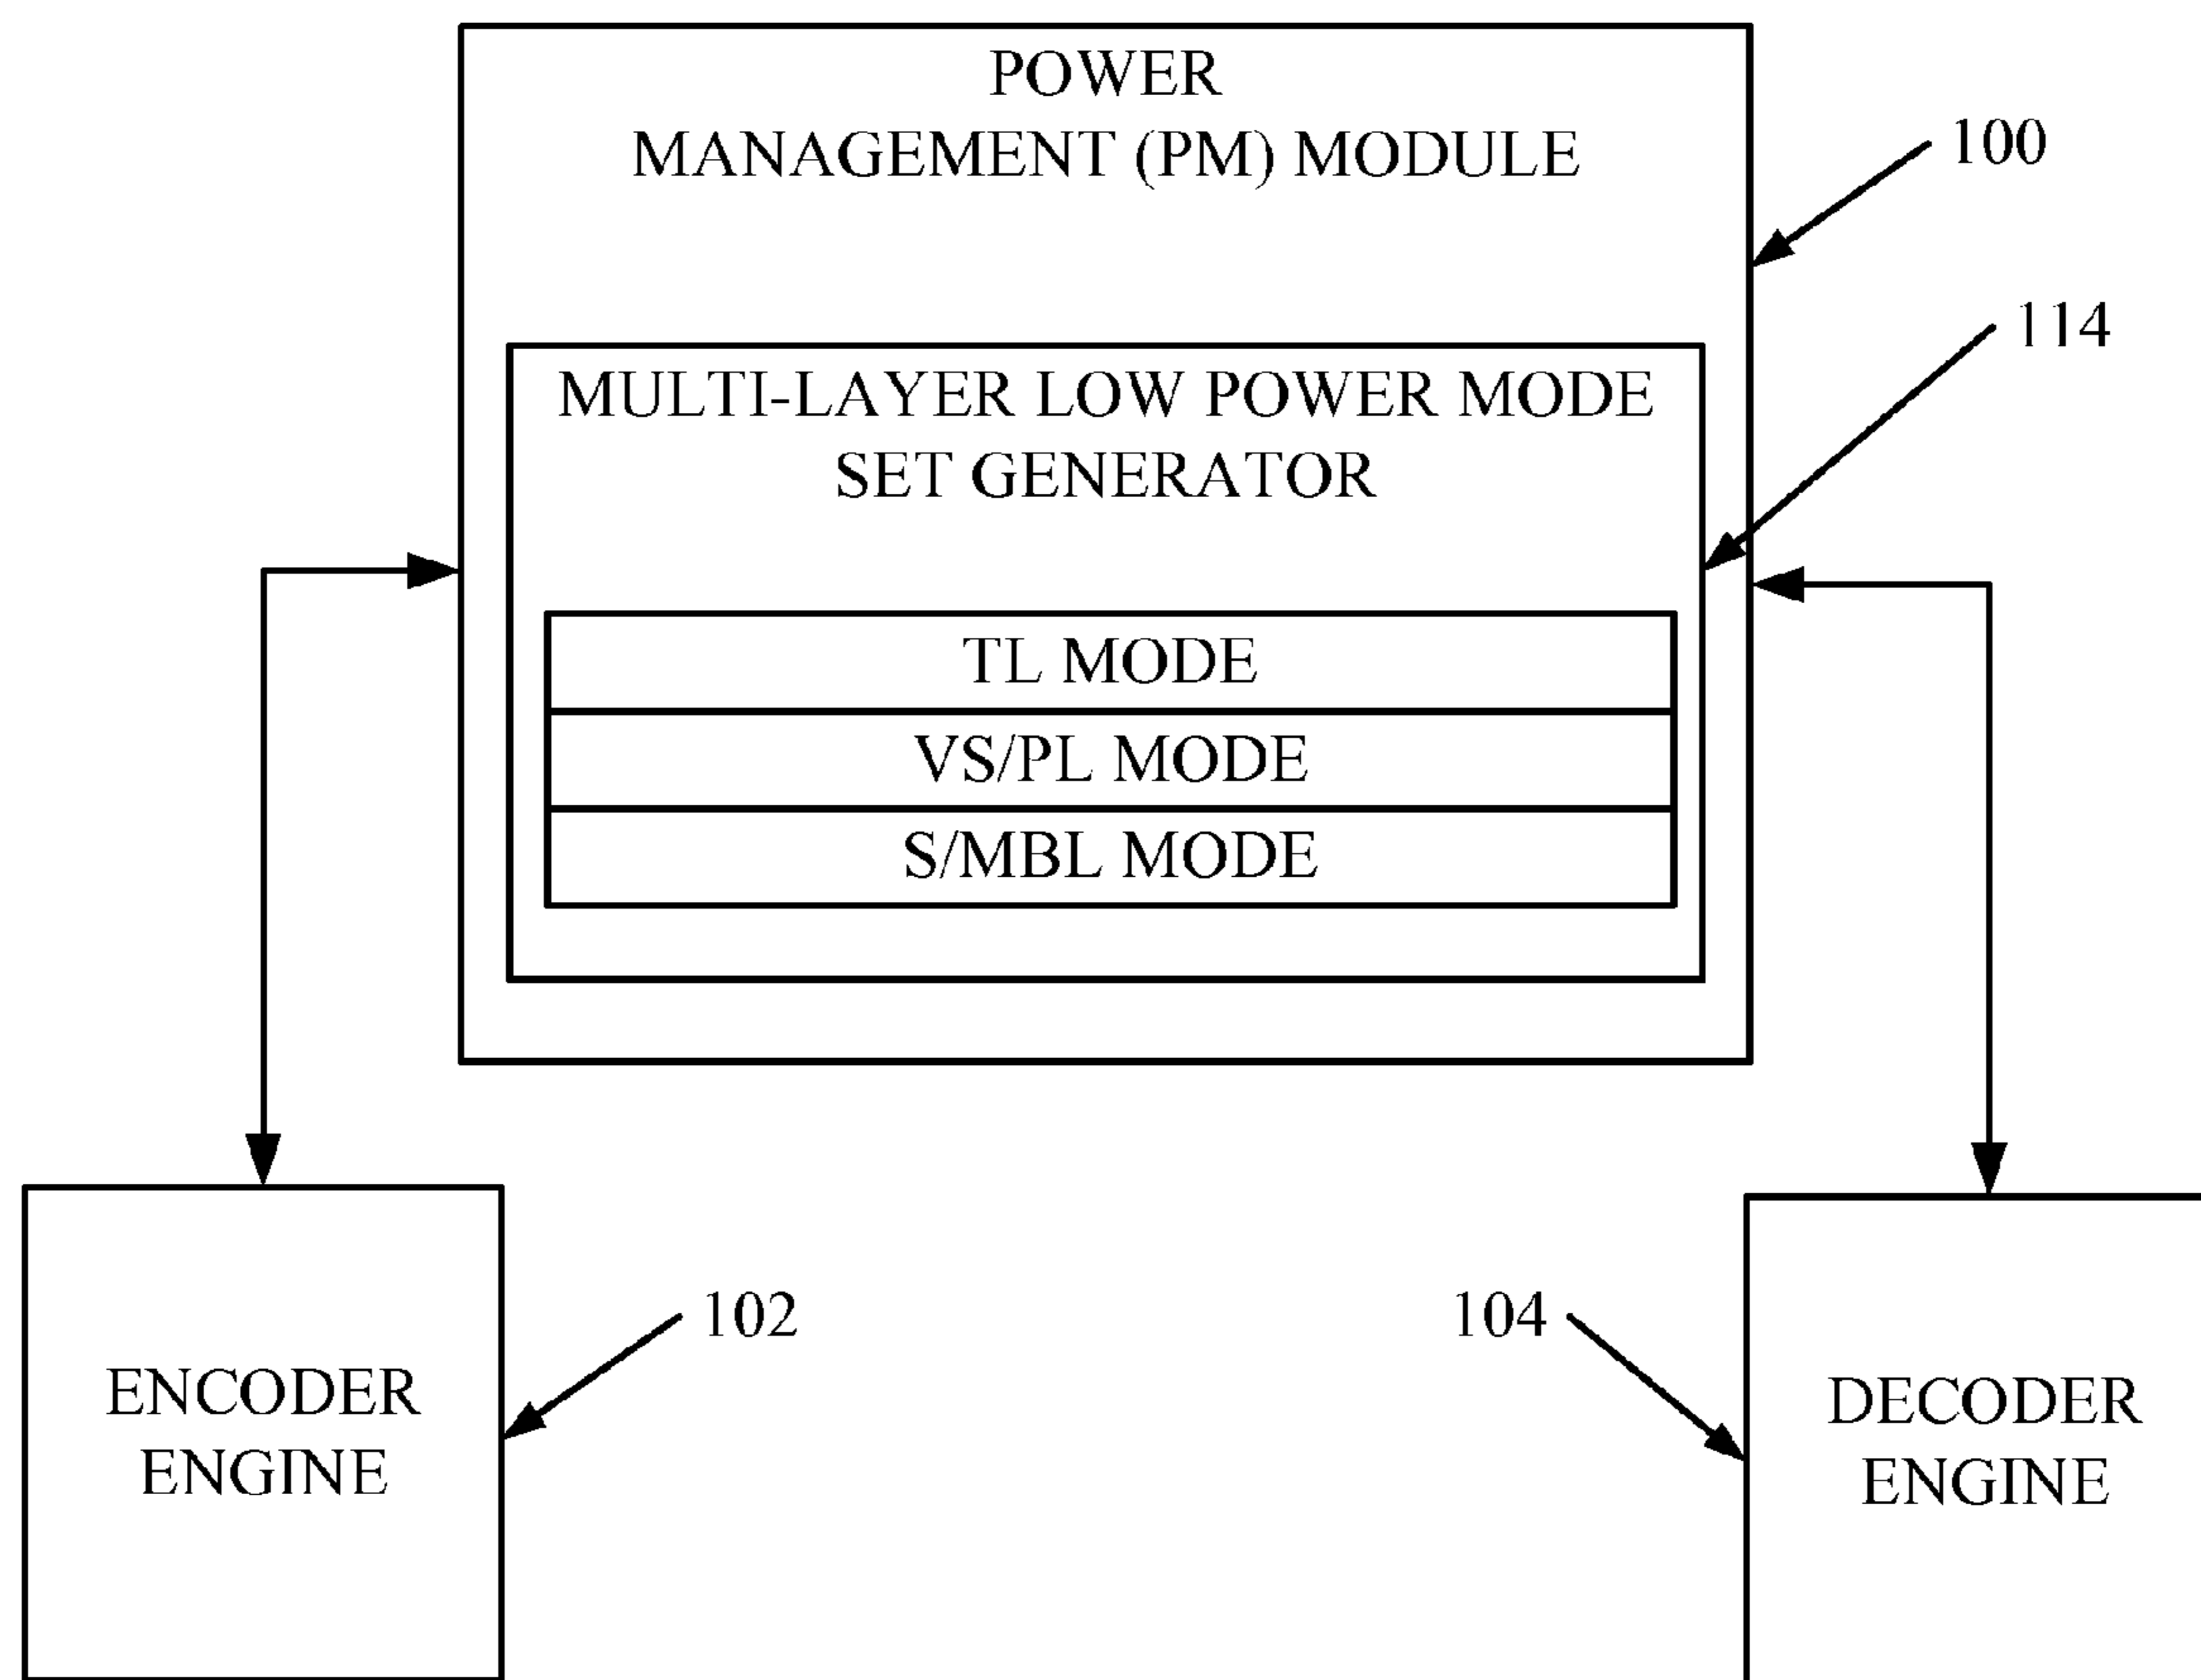 POWER
MANAGEMENT (PM) MODULE
100
114
MULTI-LAYER LOW POWER MODE
SET GENERATOR
TL MODE
VS/PL MODE
S/MBL MODE
102
104
ENCODER
ENGINE
DECODER
ENGINE